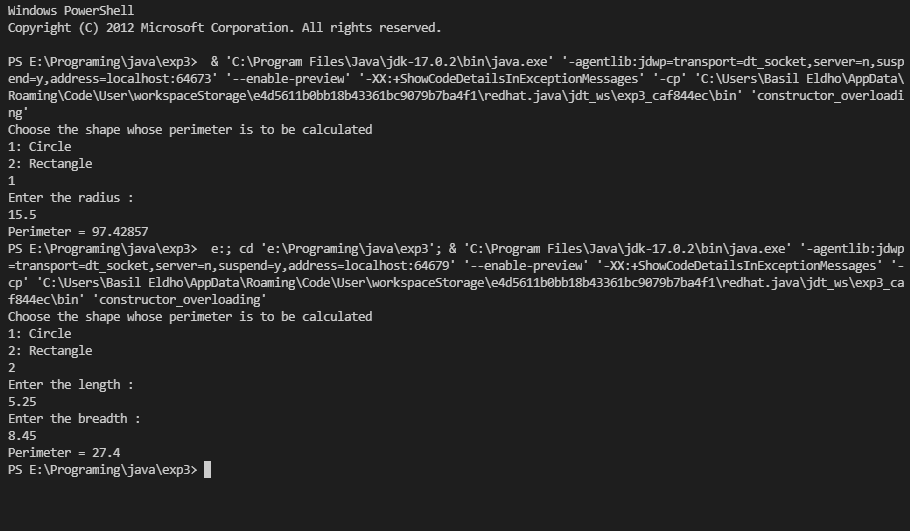 Windows PowerShell
Copyright (C) 2012 Microsoft Corporation. All rights reserved.
PS E:\Programing\java\exp3>  & 'C:\Program Files\Java\jdk-17.0.2\bin\java.exe' '-agentlib:jdwp=transport=dt_socket,server=n,susp
end=y,address=localhost:64673' '--enable-preview' '-XX:+ShowCodeDetailsInExceptionMessages' '-cp' 'C:\Users\Basil Eldho\AppData\
Roaming\Code\User\workspaceStorage\e4d5611b0bb18b43361bc9079b7ba4f1\redhat.java\jdt_ws\exp3_caf844ec\bin' 'constructor_overloadi
ng'
Choose the shape whose perimeter is to be calculated
1: Circle
2: Rectangle
1
Enter the radius :
15.5
Perimeter = 97.42857
PS E:\Programing\java\exp3>  e:; cd 'e:\Programing\java\exp3'; & 'C:\Program Files\Java\jdk-17.0.2\bin\java.exe' '-agentlib:jdwp
=transport=dt_socket,server=n,suspend=y,address=localhost:64679' '--enable-preview' '-XX:+ShowCodeDetailsInExceptionMessages' '-
cp' 'C:\Users\Basil Eldho\AppData\Roaming\Code\User\workspaceStorage\e4d5611b0bb18b43361bc9079b7ba4f1\redhat.java\jdt_ws\exp3_ca
f844ec\bin' 'constructor_overloading'
Choose the shape whose perimeter is to be calculated
1: Circle
2: Rectangle
2
Enter the length :
5.25
Enter the breadth :
8.45
Perimeter = 27.4
PS E:\Programing\java\exp3>